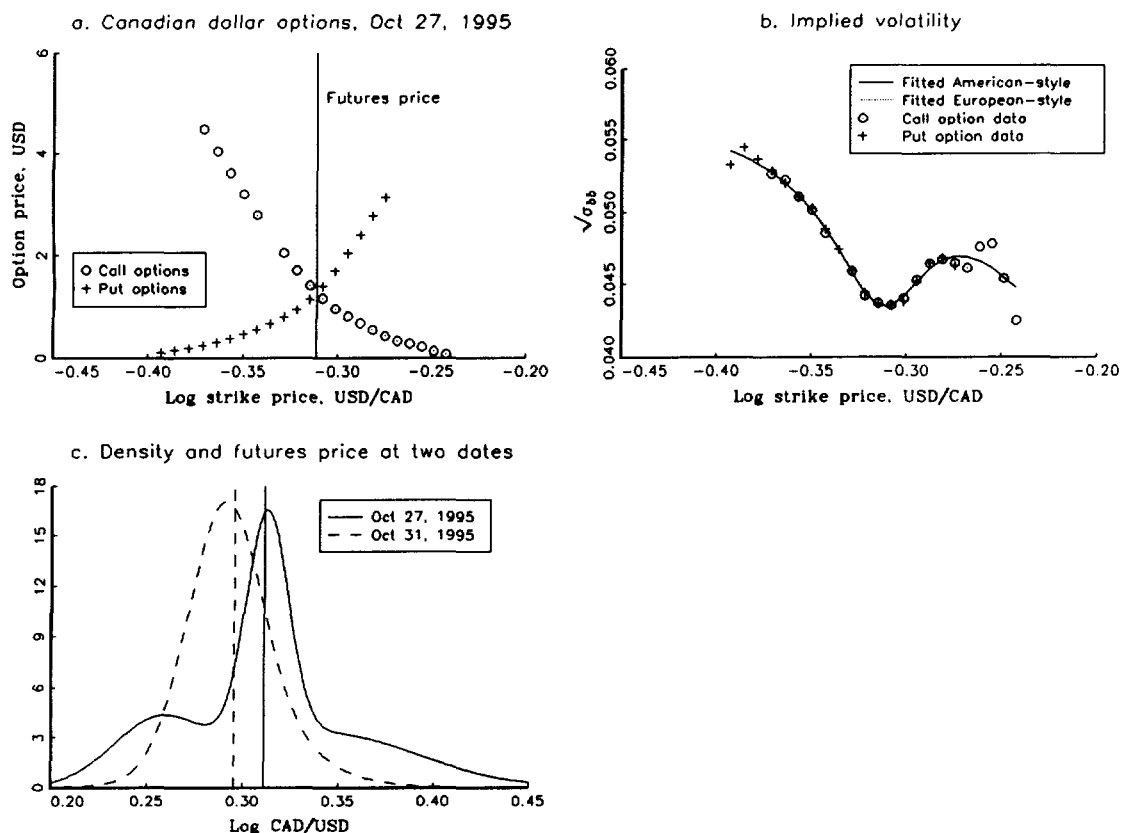 a. Canadian dollar options, Oct 27, 1995
Option price, USD
6
4
2
0
Futures price
Call options
Put options
−0.45
−0.40
−0.35
−0.30
−0.25
−0.20
Log strike price, USD/CAD
b. Implied volatility
√σbb
0.060
0.055
0.050
0.045
0.040
Fitted American-style
Fitted European-style
Call option data
Put option data
−0.45
−0.40
−0.35
−0.30
−0.25
−0.20
Log strike price, USD/CAD
c. Density and futures price at two dates
18
15
12
9
6
3
0
Oct 27, 1995
Oct 31, 1995
0.20
0.25
0.30
0.35
0.40
0.45
Log CAD/USD